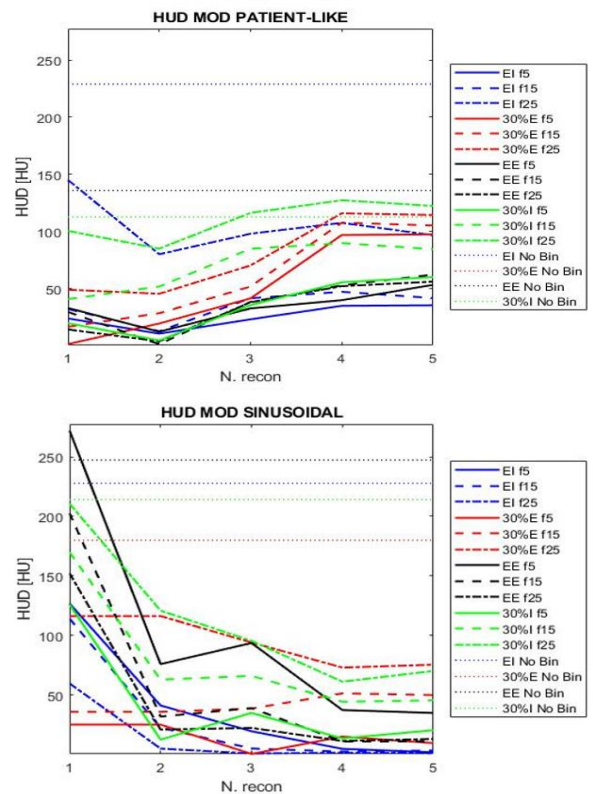 HUD MOD PATIENT-LIKE
HUD [HU]
250
200
150
100
50
1 2 3 4 5
N. recon
EI f5
EI f15
EI f25
30%E f5
30%E f15
30%E f25
EE f5
EE f15
EE f25
30%I f5
30%I f15
30%I f25
EI No Bin
30%E No Bin
EE No Bin
30%I No Bin
HUD MOD SINUSOIDAL
HUD [HU]
250
200
150
100
50
1 2 3 4 5
N. recon
EI f5
EI f15
EI f25
30%E f5
30%E f15
30%E f25
EE f5
EE f15
EE f25
30%I f5
30%I f15
30%I f25
EI No Bin
30%E No Bin
EE No Bin
30%I No Bin